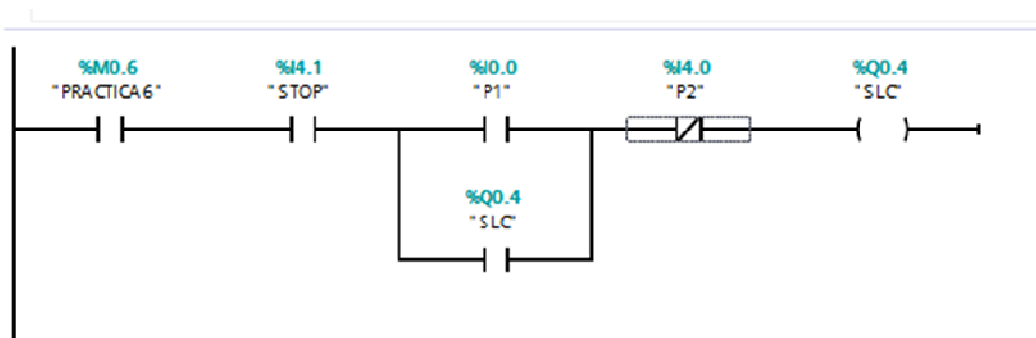 %M0.6
"PRACTICA6"
%I4.1
"STOP"
%I0.0
"P1"
%I4.0
"P2"
%Q0.4
"SLC"
%Q0.4
"SLC"